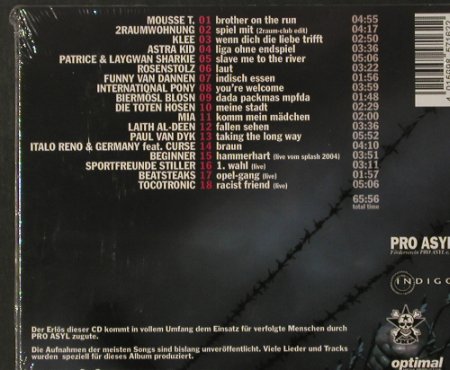 MOUSSE T. 01 brother on the run 04:55
2RAUMWOHNUNG 02 spiel mit (2raum-club edit) 04:17
KLEE 03 wenn dich die liebe trifft 02:50
ASTRA KID 04 liga ohne endspiel 03:36
PATRICE & LAYGWAN SHARKIE 05 slave me to the river 05:06
ROSENSTOLZ 06 laut 03:22
FUNNY VAN DANNEN 07 indisch essen 01:56
INTERNATIONAL PONY 08 you're welcome 03:14
BIERMÖSL BLOSN 09 dada packmas mpfda 01:47
DIE TOTEN HOSEN 10 meine stadt 02:29
MIA 11 komm mein mädchen 02:00
LAITH AL-DEEN 12 fallen sehen 03:36
PAUL VAN DYK 13 taking the long way 05:52
ITALO RENO & GERMANY feat. CURSE 14 braun 04:10
BEGINNER 15 hammerhart (live vom splash 2004) 03:51
SPORTFREUNDE STILLER 16 1. wahl (live) 03:11
BEATSTEAKS 17 opel-gang (live) 01:57
TOCOTRONIC 18 racist friend (live) 05:06
65:56
total time
PRO ASYL
INDIGO
Der Erlös dieser CD kommt in vollem Umfang dem Einsatz für verfolgte Menschen durch
PRO ASYL zugute.
Die Aufnahmen der meisten Songs sind bislang unveröffentlicht. Viele Lieder und Tracks
wurden speziell für dieses Album produziert.
optimal